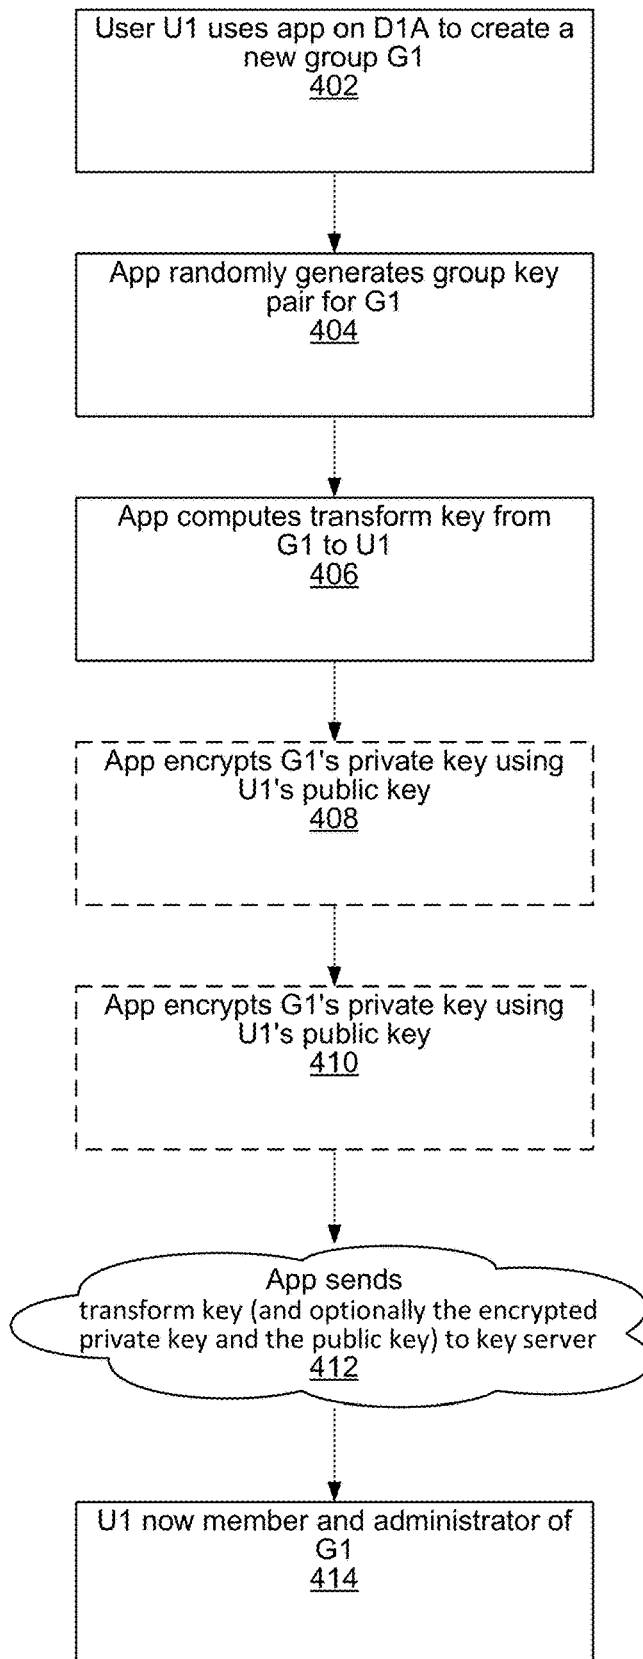 User U1 uses app on D1A to create a
new group G1
402
App randomly generates group key
pair for G1
404
App computes transform key from
G1 to U1
406
App encrypts G1's private key using
U1's public key
408
App encrypts G1's private key using
U1's public key
410
App sends
transform key (and optionally the encrypted
private key and the public key) to key server
412
U1 now member and administrator of
G1
414